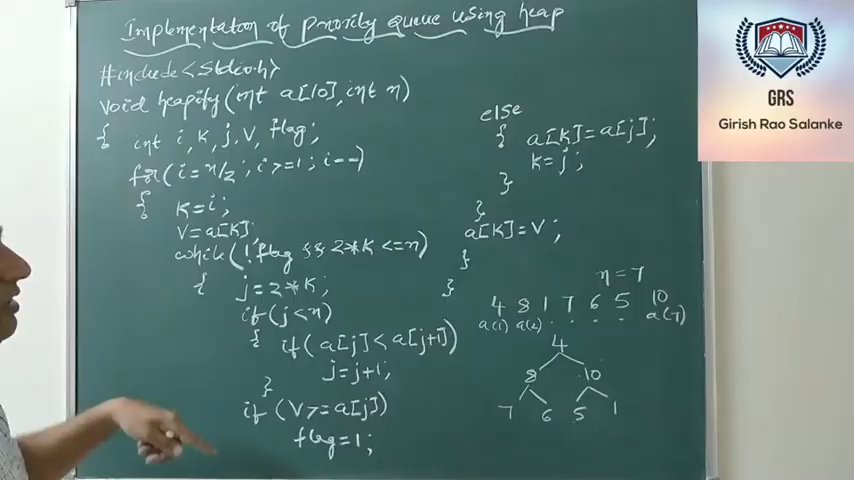 Implementation of priority queue using heap
#include<stdio.h>
void heapify(int a[10], int n)
{ int i, K, j, V, flag;
for(i=n/2; i>=1; i--)
{ K=i;
V=a[K];
while(!flag && 2*K <=n)
{ j=2*K;
if(j<n)
{ if(a[j]<a[j+1])
j=j+1;
}
if(V>=a[j])
flag=1;
else
{ a[K]=a[j];
K=j;
}
}
a[K]=V;
}
}
n=7
4 8 1 7 6 5 10
a(1) a(2) . . . . a(7)
4
8 10
7 6 5 1
GRS
Girish Rao Salanke